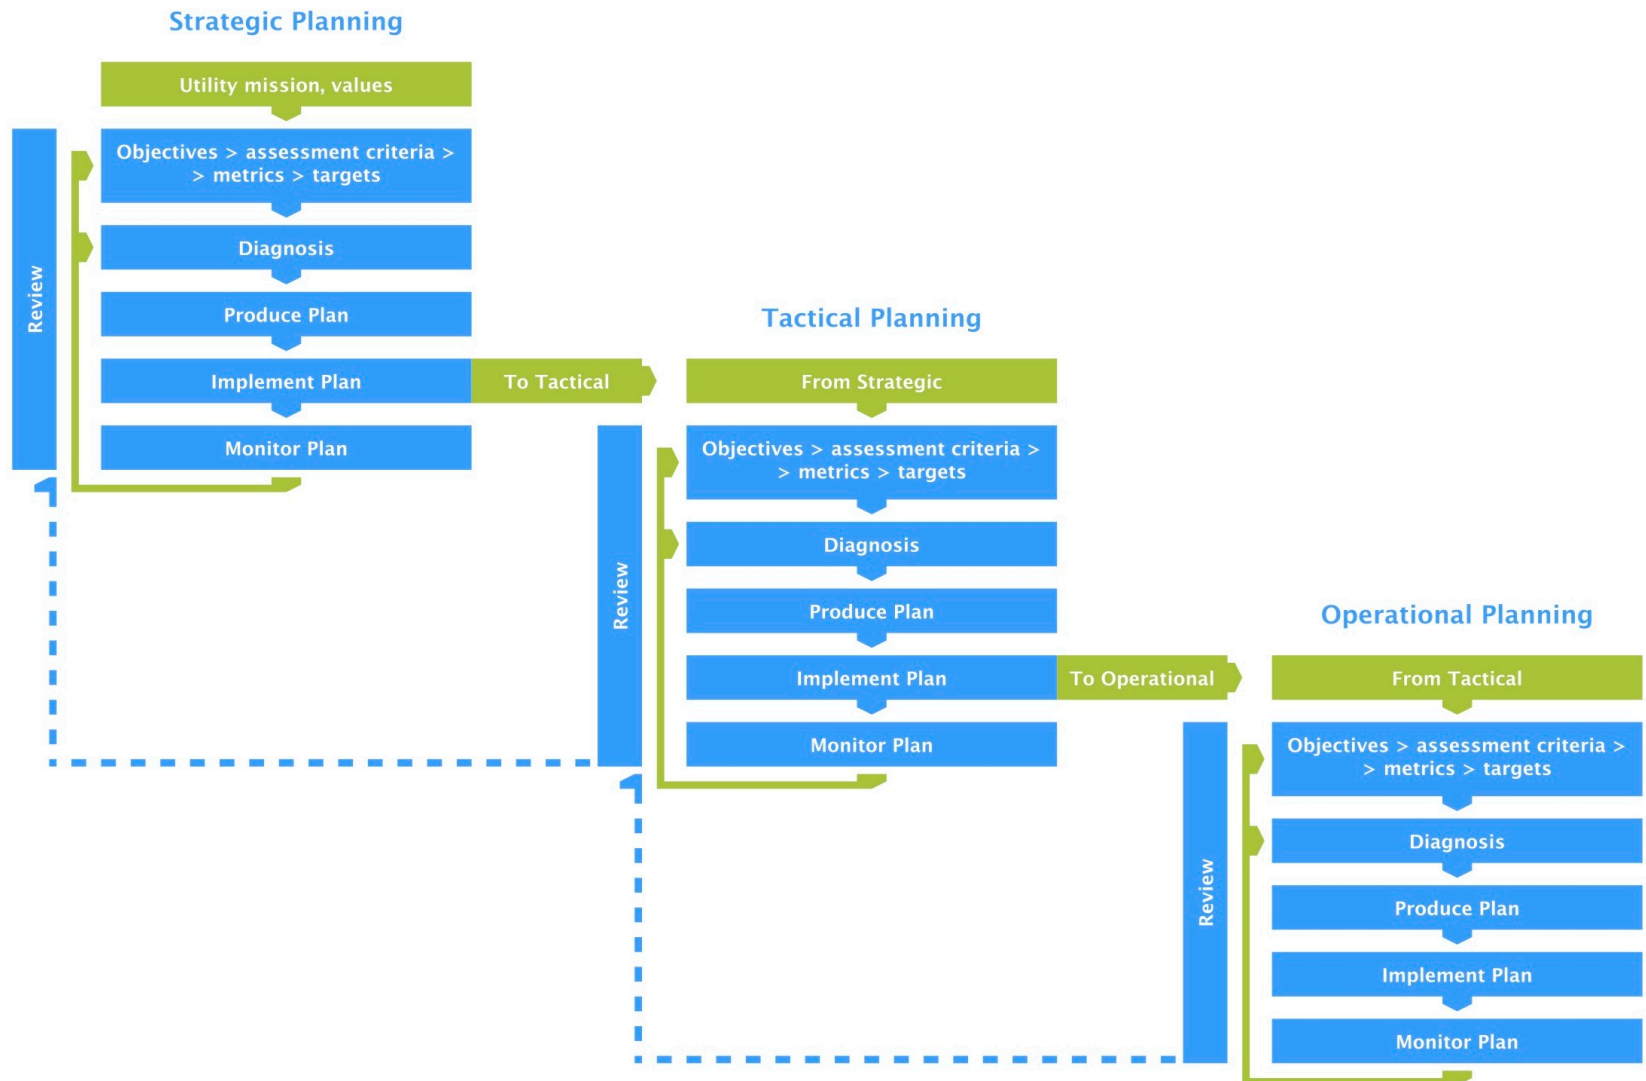 Strategic Planning
Utility mission, values
Review
Objectives > assessment criteria >
> metrics > targets
Diagnosis
Produce Plan
Implement Plan
To Tactical
Monitor Plan
Tactical Planning
From Strategic
Review
Objectives > assessment criteria >
> metrics > targets
Diagnosis
Produce Plan
Implement Plan
To Operational
Monitor Plan
Operational Planning
From Tactical
Review
Objectives > assessment criteria >
> metrics > targets
Diagnosis
Produce Plan
Implement Plan
Monitor Plan